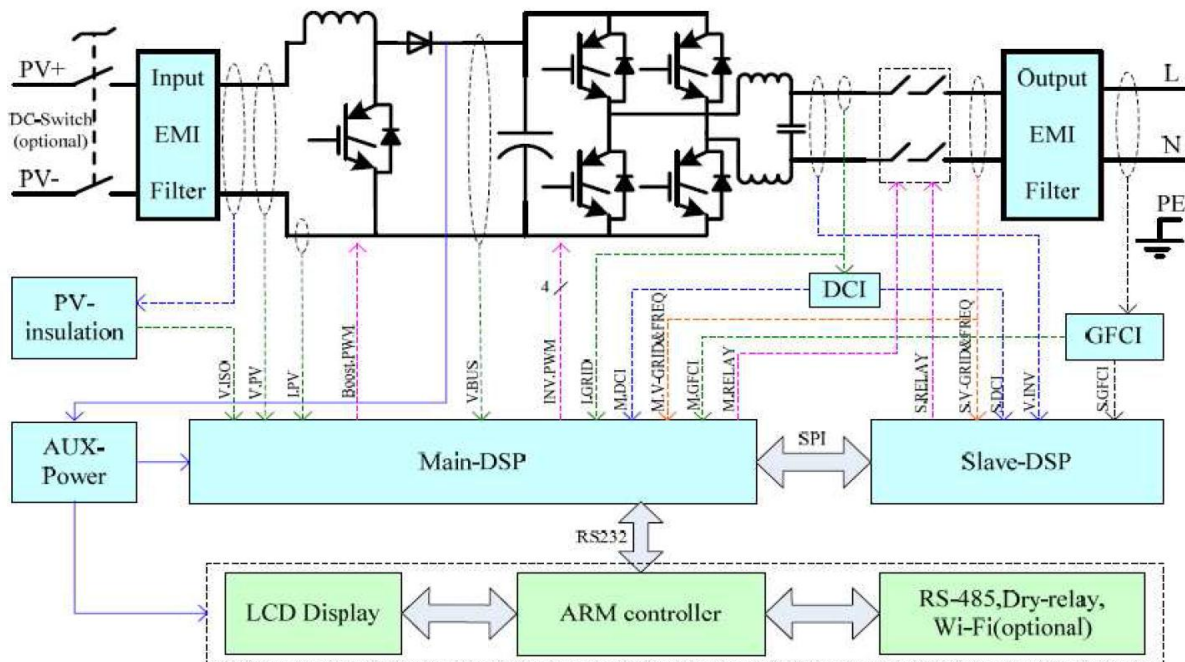 PV+
DC-Switch
(optional)
PV-
Input
EMI
Filter
Output
EMI
Filter
L
N
PE
PV-
insulation
DCI
GFCI
4
V.ISO
V.PV
I.PV
Boost.PWM
V.BUS
INV.PWM
I.GRID
M.DCI
M.V-GRID&FREQ
M.GFCI
M.RELAY
S.RELAY
S.V-GRID&FREQ
S.DCI
V.INV
S.GFCI
AUX-
Power
Main-DSP
SPI
Slave-DSP
RS232
LCD Display
ARM controller
RS-485,Dry-relay,
Wi-Fi(optional)